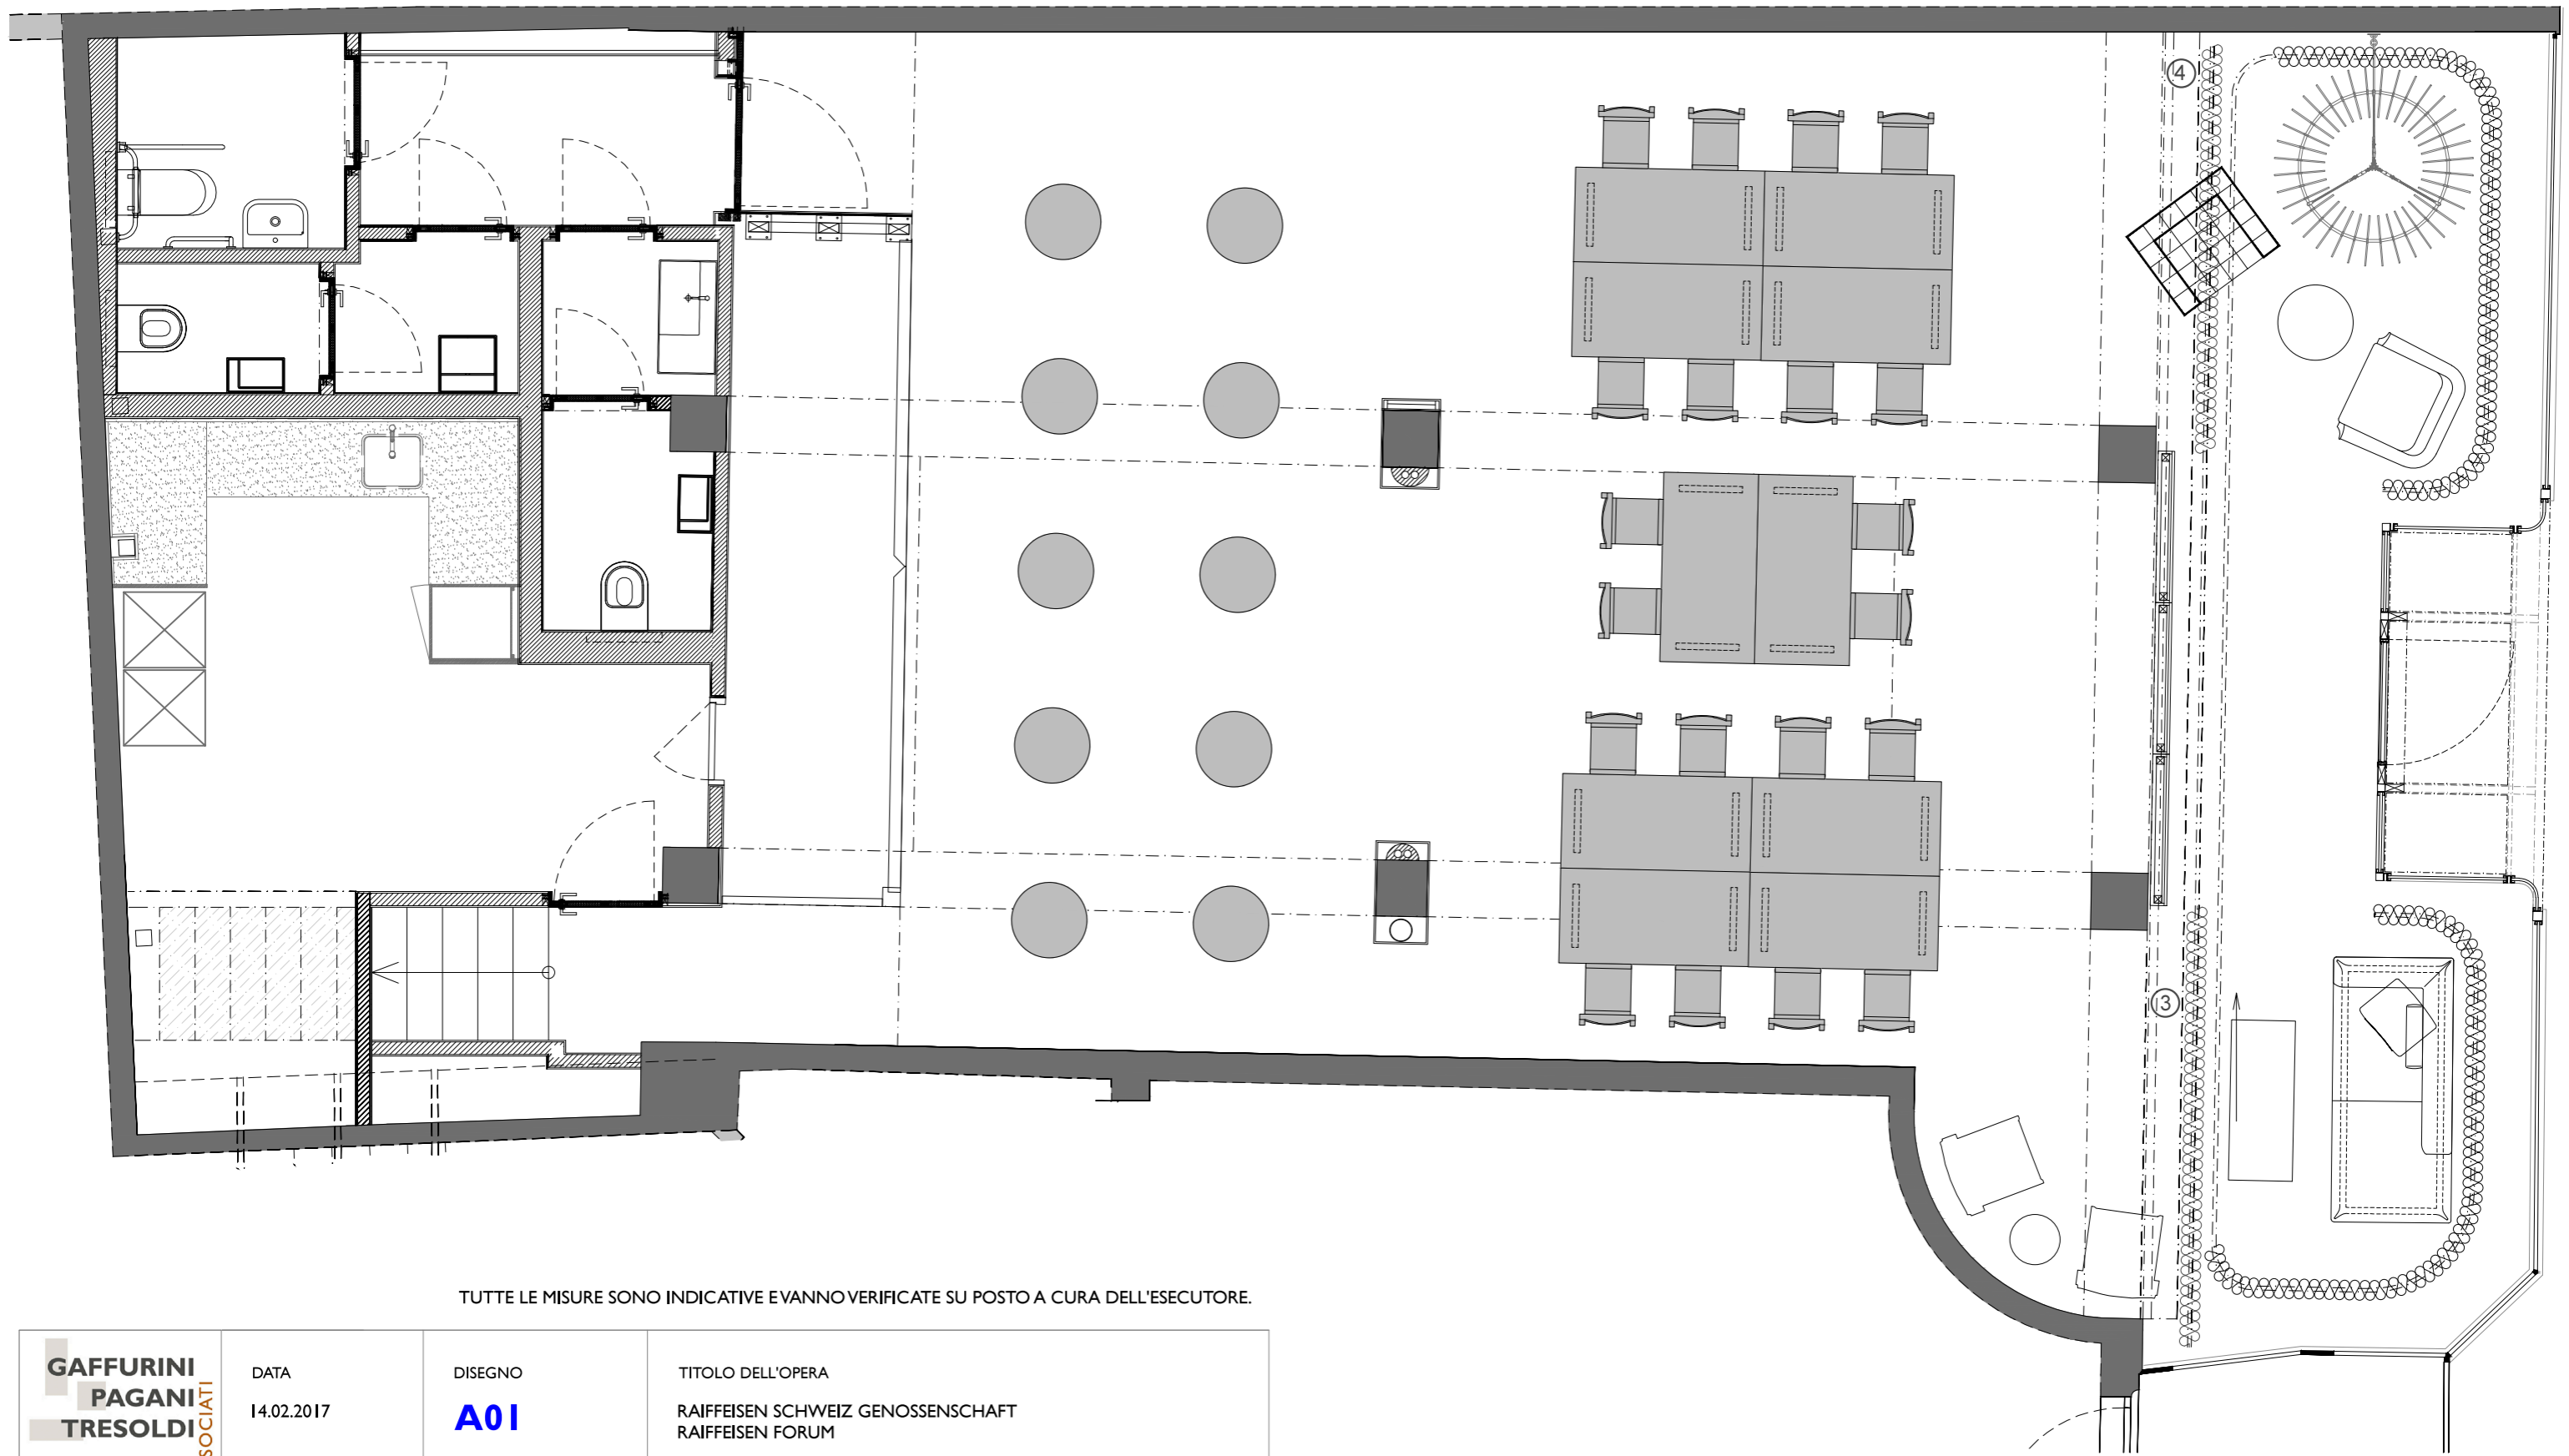 4
3
TUTTE LE MISURE SONO INDICATIVE E VANNO VERIFICATE SU POSTO A CURA DELL'ESECUTORE.
GAFFURINI
PAGANI
TRESOLDI
SOCIATI
DATA
14.02.2017
DISEGNO
A01
TITOLO DELL'OPERA
RAIFFEISEN SCHWEIZ GENOSSENSCHAFT
RAIFFEISEN FORUM